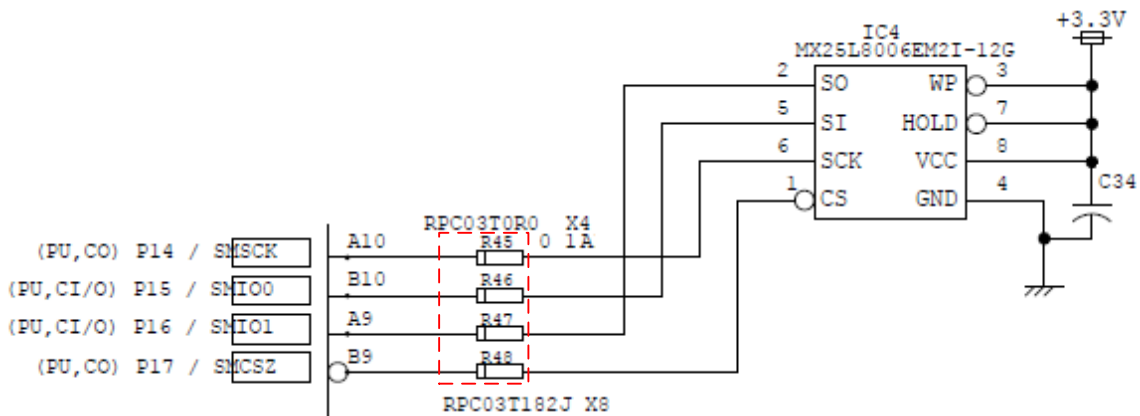 +3.3V
IC4
MX25L8006EM2I-12G
2 SO WP 3
5 SI HOLD 7
6 SCK VCC 8
1 CS GND 4
C34
RPC03T0R0 X4
0 1A
(PU,CO) P14 / SMSCK A10 R45
(PU,CI/O) P15 / SMIO0 B10 R46
(PU,CI/O) P16 / SMIO1 A9 R47
(PU,CO) P17 / SMCSZ B9 R48
RPC03T182J X8